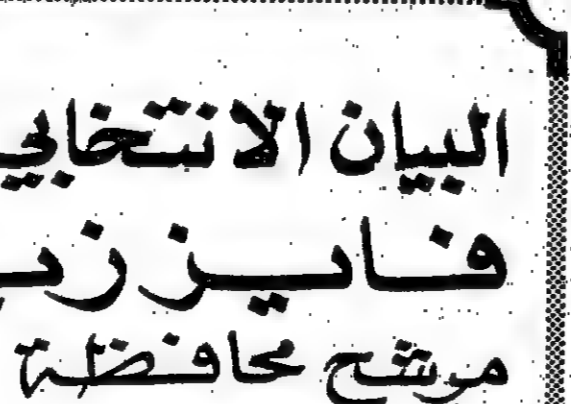 البيان الانتخابي
فايز
مرشح محافظة